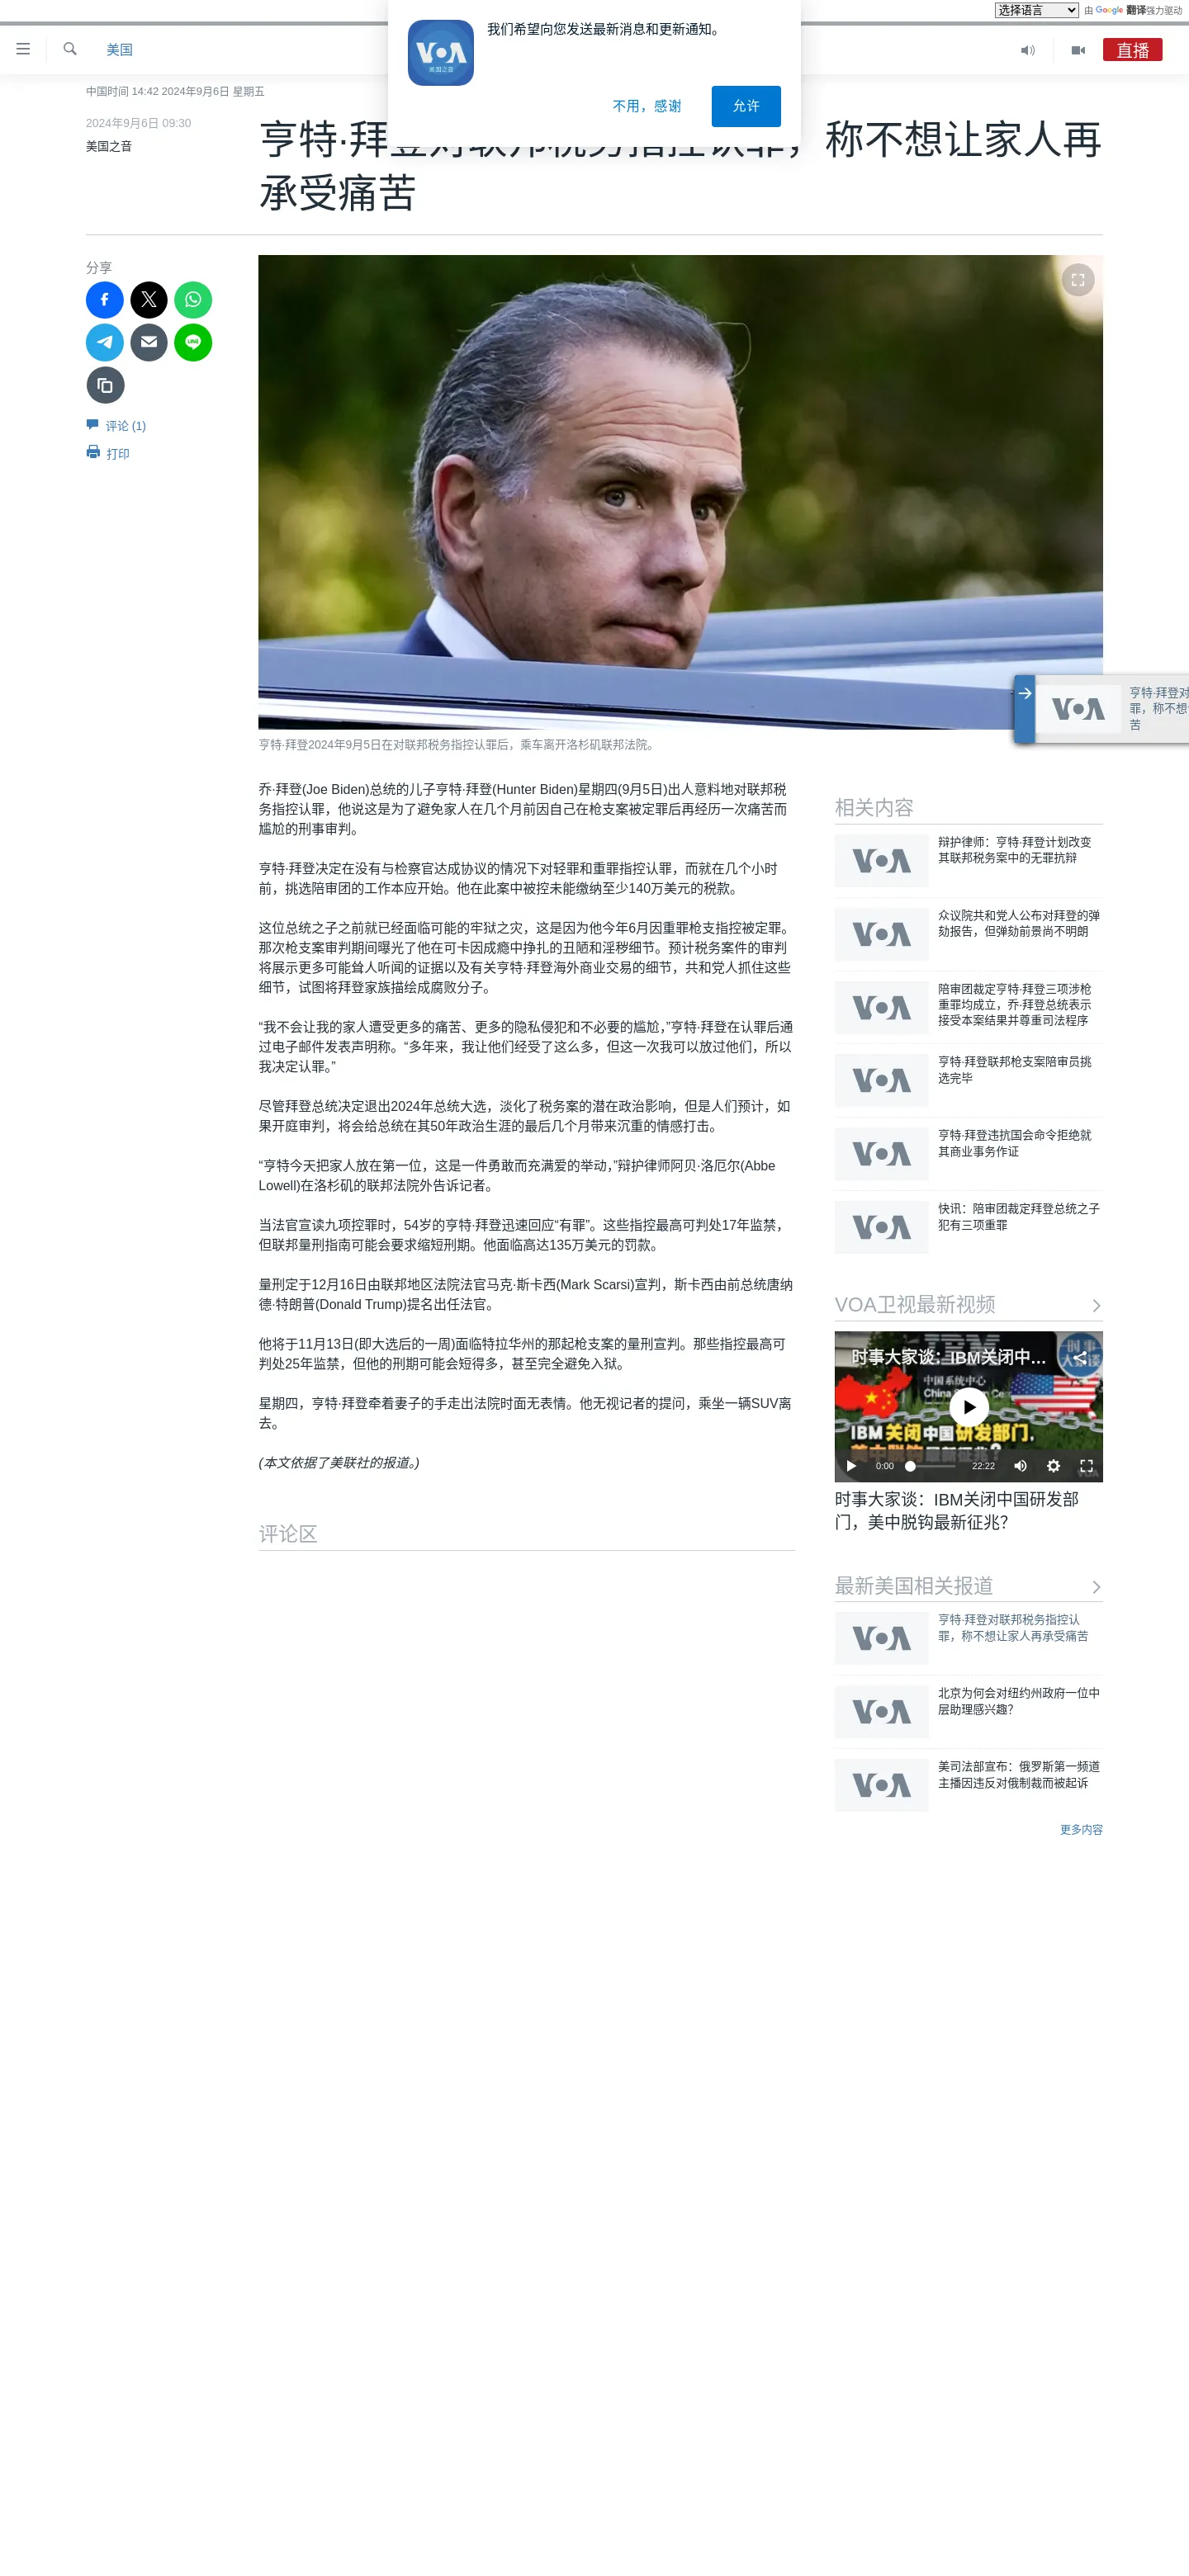 选择语言
由 Google 翻译强力驱动
我们希望向您发送最新消息和更新通知。
VOA
美国之音
不用，感谢
允许
美国
直播
中国时间 14:42 2024年9月6日 星期五
2024年9月6日 09:30
美国之音
亨特·拜登对联邦税务指控认罪，称不想让家人再
承受痛苦
分享
评论 (1)
打印
亨特·拜登对
罪，称不想
苦
VOA
亨特·拜登2024年9月5日在对联邦税务指控认罪后，乘车离开洛杉矶联邦法院。
乔·拜登(Joe Biden)总统的儿子亨特·拜登(Hunter Biden)星期四(9月5日)出人意料地对联邦税
务指控认罪，他说这是为了避免家人在几个月前因自己在枪支案被定罪后再经历一次痛苦而
尴尬的刑事审判。
亨特·拜登决定在没有与检察官达成协议的情况下对轻罪和重罪指控认罪，而就在几个小时
前，挑选陪审团的工作本应开始。他在此案中被控未能缴纳至少140万美元的税款。
这位总统之子之前就已经面临可能的牢狱之灾，这是因为他今年6月因重罪枪支指控被定罪。
那次枪支案审判期间曝光了他在可卡因成瘾中挣扎的丑陋和淫秽细节。预计税务案件的审判
将展示更多可能耸人听闻的证据以及有关亨特·拜登海外商业交易的细节，共和党人抓住这些
细节，试图将拜登家族描绘成腐败分子。
“我不会让我的家人遭受更多的痛苦、更多的隐私侵犯和不必要的尴尬，”亨特·拜登在认罪后通
过电子邮件发表声明称。“多年来，我让他们经受了这么多，但这一次我可以放过他们，所以
我决定认罪。”
尽管拜登总统决定退出2024年总统大选，淡化了税务案的潜在政治影响，但是人们预计，如
果开庭审判，将会给总统在其50年政治生涯的最后几个月带来沉重的情感打击。
“亨特今天把家人放在第一位，这是一件勇敢而充满爱的举动，”辩护律师阿贝·洛厄尔(Abbe
Lowell)在洛杉矶的联邦法院外告诉记者。
当法官宣读九项控罪时，54岁的亨特·拜登迅速回应“有罪”。这些指控最高可判处17年监禁，
但联邦量刑指南可能会要求缩短刑期。他面临高达135万美元的罚款。
量刑定于12月16日由联邦地区法院法官马克·斯卡西(Mark Scarsi)宣判，斯卡西由前总统唐纳
德·特朗普(Donald Trump)提名出任法官。
他将于11月13日(即大选后的一周)面临特拉华州的那起枪支案的量刑宣判。那些指控最高可
判处25年监禁，但他的刑期可能会短得多，甚至完全避免入狱。
星期四，亨特·拜登牵着妻子的手走出法院时面无表情。他无视记者的提问，乘坐一辆SUV离
去。
(本文依据了美联社的报道。)
评论区
相关内容
VOA
辩护律师：亨特·拜登计划改变
其联邦税务案中的无罪抗辩
VOA
众议院共和党人公布对拜登的弹
劾报告，但弹劾前景尚不明朗
VOA
陪审团裁定亨特·拜登三项涉枪
重罪均成立，乔·拜登总统表示
接受本案结果并尊重司法程序
VOA
亨特·拜登联邦枪支案陪审员挑
选完毕
VOA
亨特·拜登违抗国会命令拒绝就
其商业事务作证
VOA
快讯：陪审团裁定拜登总统之子
犯有三项重罪
VOA卫视最新视频
时事大家谈：IBM关闭中…
中国系统中心
IBM关闭中国研发部门，
美中脱钩最新征兆？
0:00
22:22
时事大家谈：IBM关闭中国研发部
门，美中脱钩最新征兆？
最新美国相关报道
VOA
亨特·拜登对联邦税务指控认
罪，称不想让家人再承受痛苦
VOA
北京为何会对纽约州政府一位中
层助理感兴趣？
VOA
美司法部宣布：俄罗斯第一频道
主播因违反对俄制裁而被起诉
更多内容